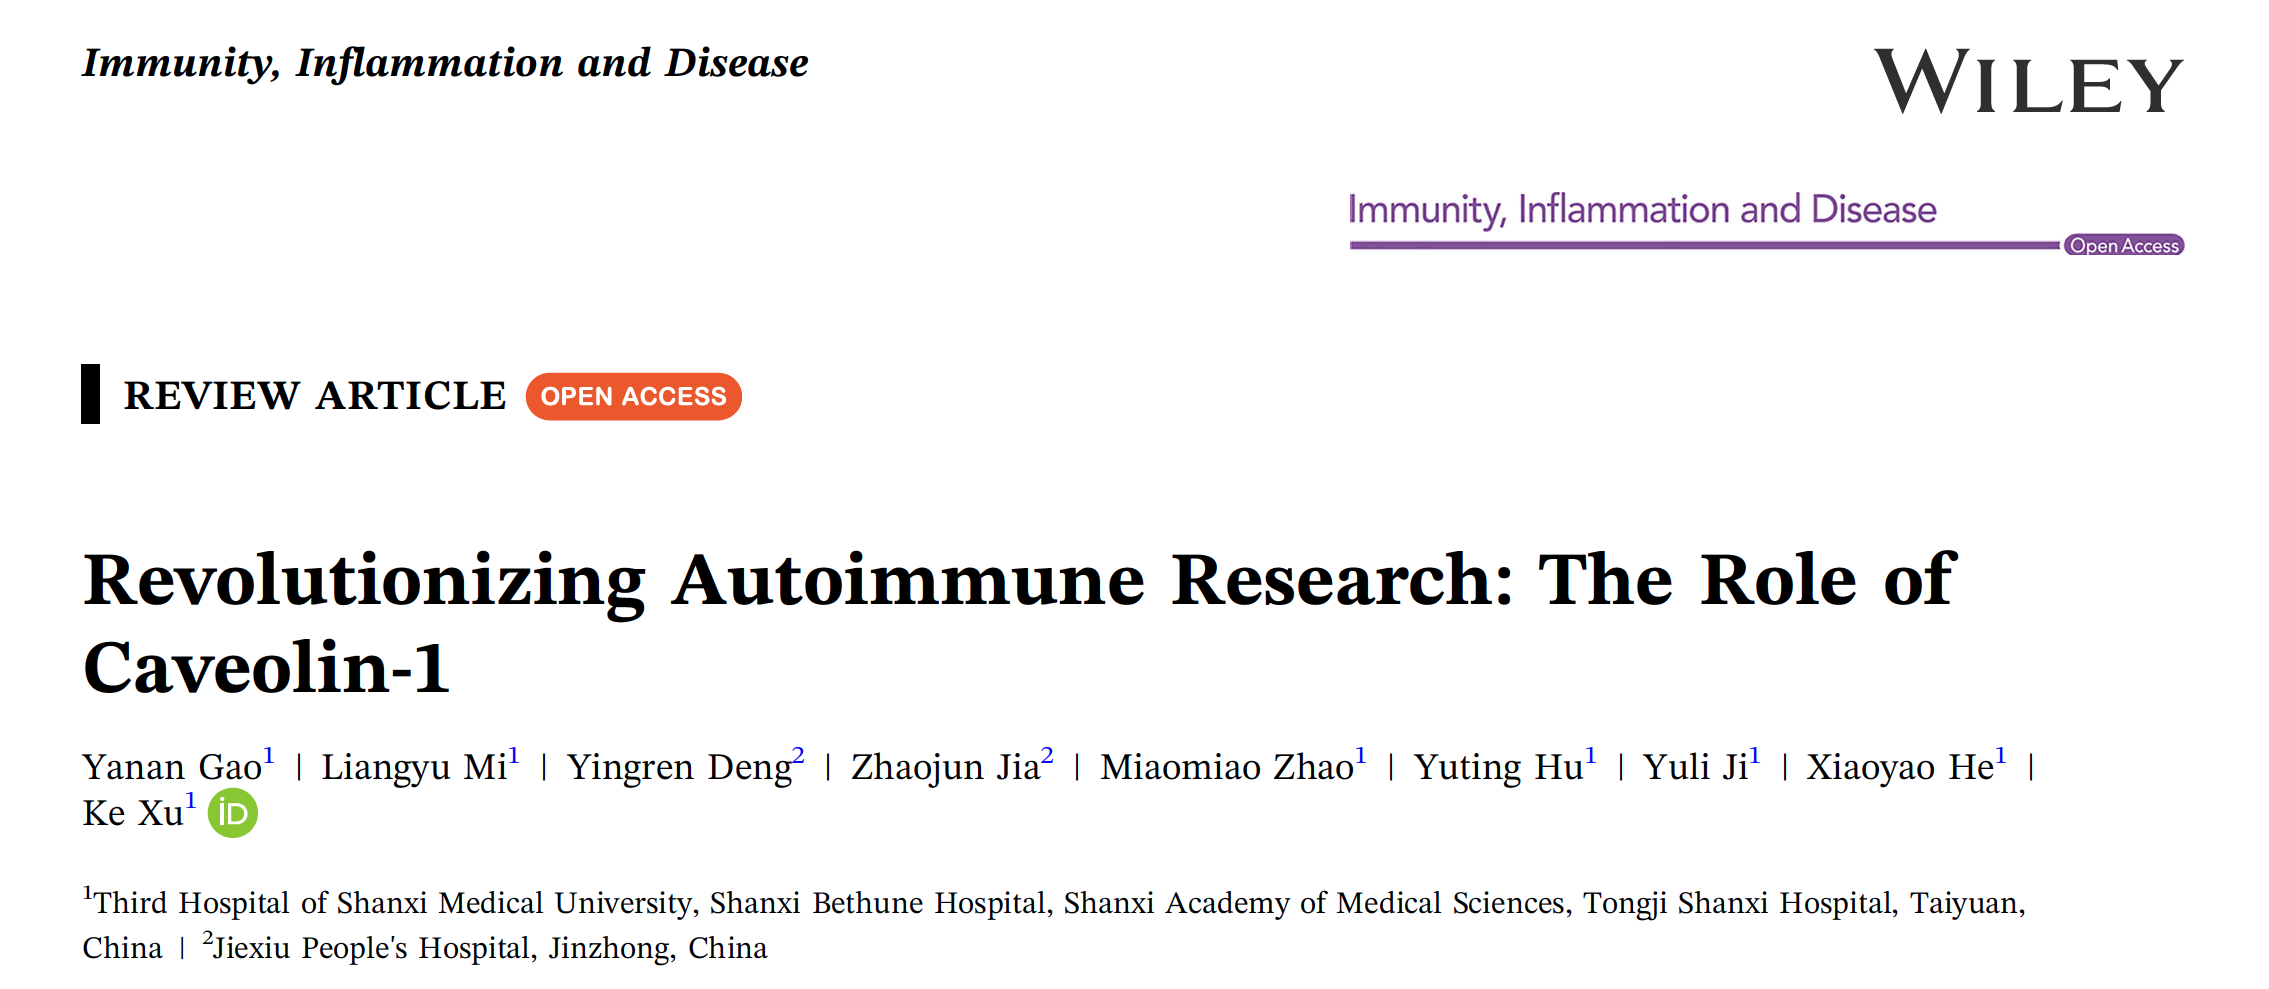 Immunity, Inflammation and Disease
WILEY
Immunity, Inflammation and Disease
Open Access
REVIEW ARTICLE OPEN ACCESS
Revolutionizing Autoimmune Research: The Role of
Caveolin-1
Yanan Gao1 | Liangyu Mi1 | Yingren Deng2 | Zhaojun Jia2 | Miaomiao Zhao1 | Yuting Hu1 | Yuli Ji1 | Xiaoyao He1 |
Ke Xu1 iD
1Third Hospital of Shanxi Medical University, Shanxi Bethune Hospital, Shanxi Academy of Medical Sciences, Tongji Shanxi Hospital, Taiyuan,
China | 2Jiexiu People's Hospital, Jinzhong, China